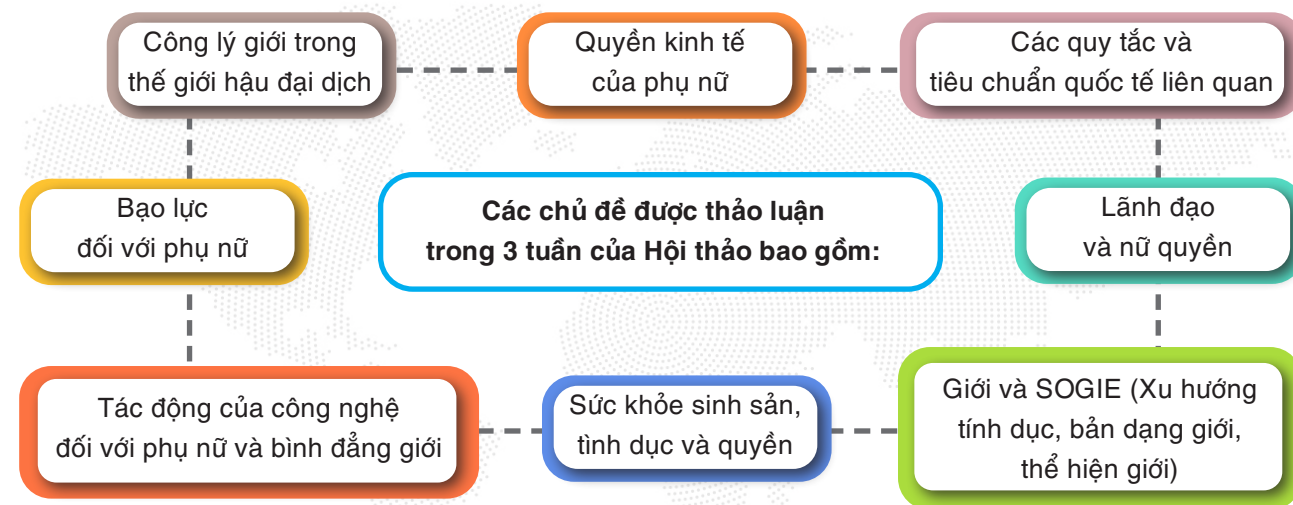 Công lý giới trong
thế giới hậu đại dịch
Quyền kinh tế
của phụ nữ
Các quy tắc và
tiêu chuẩn quốc tế liên quan
Bạo lực
đối với phụ nữ
Các chủ đề được thảo luận
trong 3 tuần của Hội thảo bao gồm:
Lãnh đạo
và nữ quyền
Tác động của công nghệ
đối với phụ nữ và bình đẳng giới
Sức khỏe sinh sản,
tình dục và quyền
Giới và SOGIE (Xu hướng
tính dục, bản dạng giới,
thể hiện giới)